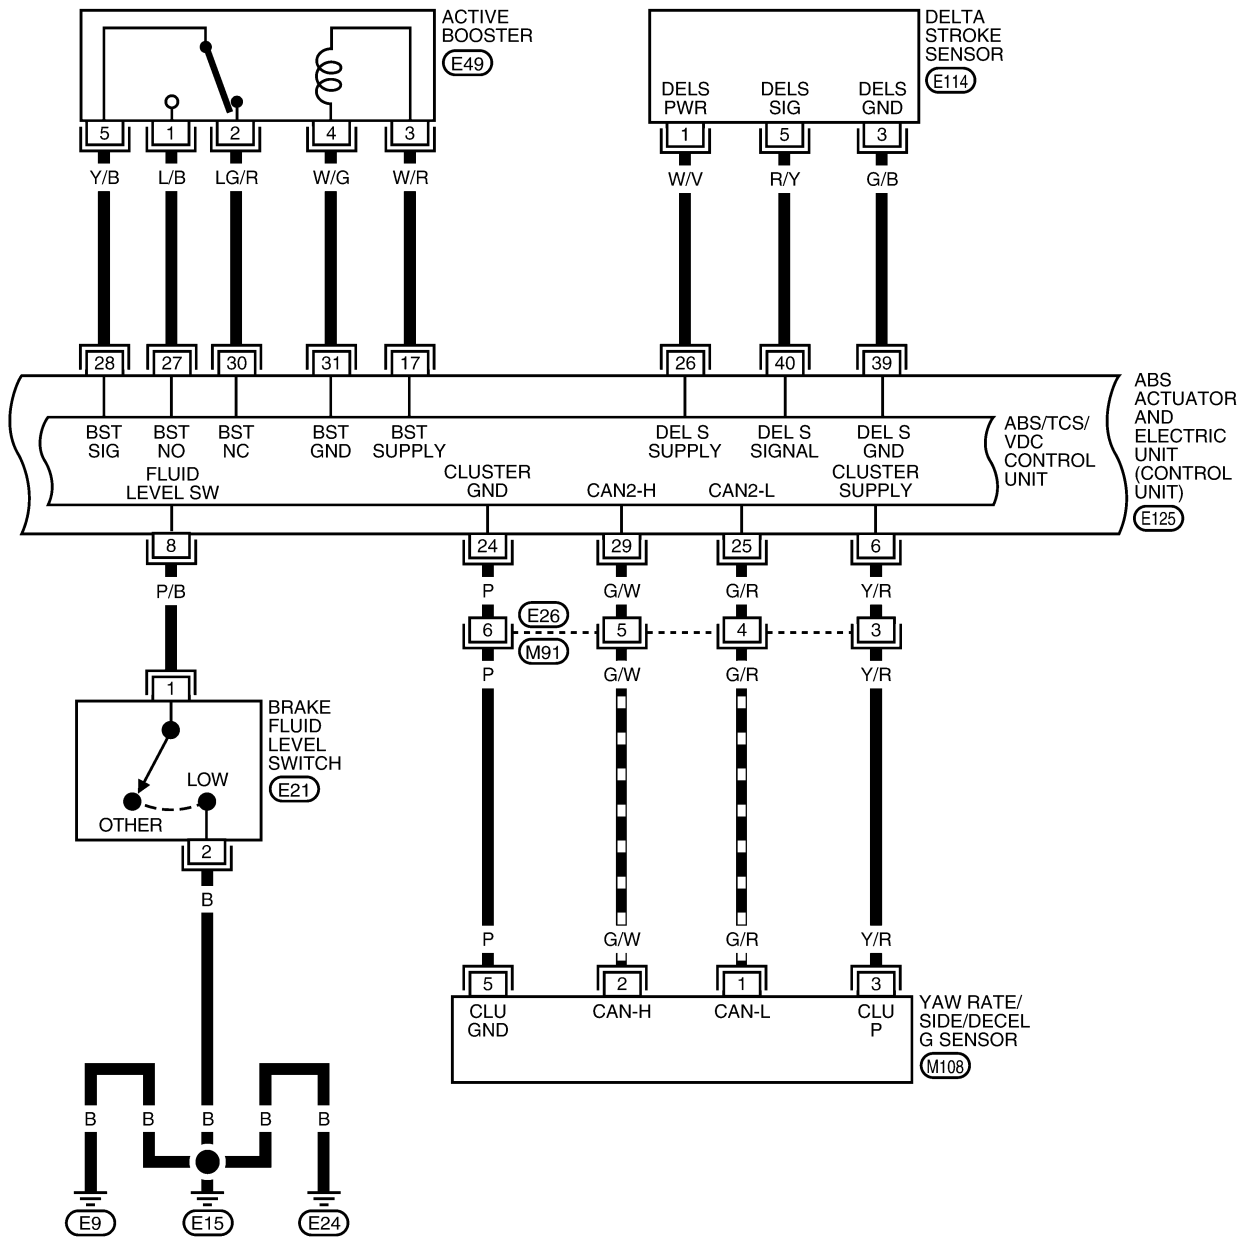 ACTIVE
BOOSTER
E49
DELTA
STROKE
SENSOR
E114
DELS
PWR
DELS
SIG
DELS
GND
5 1 2 4 3
1 5 3
Y/B L/B LG/R W/G W/R
W/V R/Y G/B
28 27 30 31 17
26 40 39
ABS
ACTUATOR
AND
ELECTRIC
UNIT
(CONTROL
UNIT)
E125
ABS/TCS/
VDC
CONTROL
UNIT
BST
SIG
BST
NO
BST
NC
BST
GND
BST
SUPPLY
DEL S
SUPPLY
DEL S
SIGNAL
DEL S
GND
FLUID
LEVEL SW
CLUSTER
GND
CAN2-H
CAN2-L
CLUSTER
SUPPLY
8 24 29 25 6
P/B P G/W G/R Y/R
E26
6 5 4 3
M91
P G/W G/R Y/R
1
BRAKE
FLUID
LEVEL
SWITCH
E21
LOW
OTHER
2
B
P G/W G/R Y/R
5 2 1 3
CLU
GND
CAN-H
CAN-L
CLU
P
YAW RATE/
SIDE/DECEL
G SENSOR
M108
B B B B B
E9 E15 E24